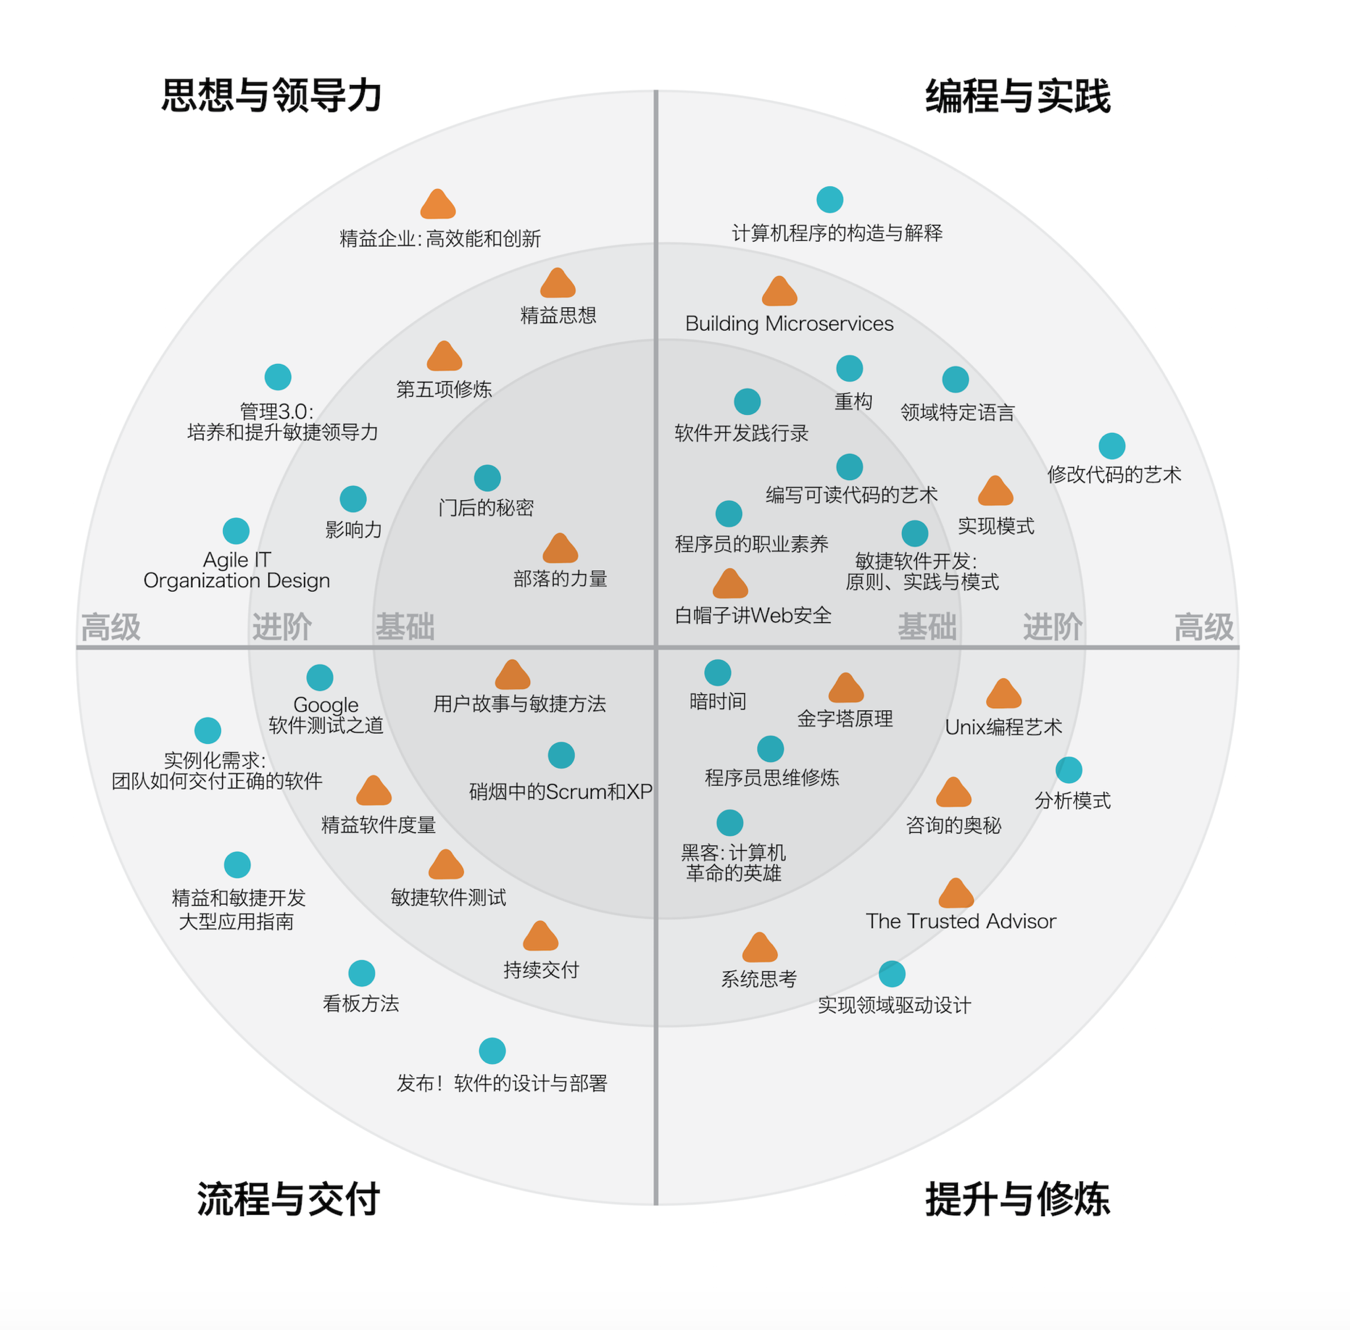 思想与领导力
编程与实践
精益企业：高效能和创新
计算机程序的构造与解释
精益思想
Building Microservices
第五项修炼
重构
领域特定语言
管理3.0：
培养和提升敏捷领导力
软件开发践行录
修改代码的艺术
门后的秘密
编写可读代码的艺术
影响力
实现模式
程序员的职业素养
敏捷软件开发：
原则、实践与模式
Agile IT
Organization Design
部落的力量
白帽子讲Web安全
高级
进阶
基础
基础
进阶
高级
Google
软件测试之道
用户故事与敏捷方法
暗时间
金字塔原理
Unix编程艺术
实例化需求：
团队如何交付正确的软件
硝烟中的Scrum和XP
程序员思维修炼
分析模式
精益软件度量
咨询的奥秘
黑客：计算机
革命的英雄
精益和敏捷开发
大型应用指南
敏捷软件测试
The Trusted Advisor
持续交付
系统思考
看板方法
实现领域驱动设计
发布！软件的设计与部署
流程与交付
提升与修炼